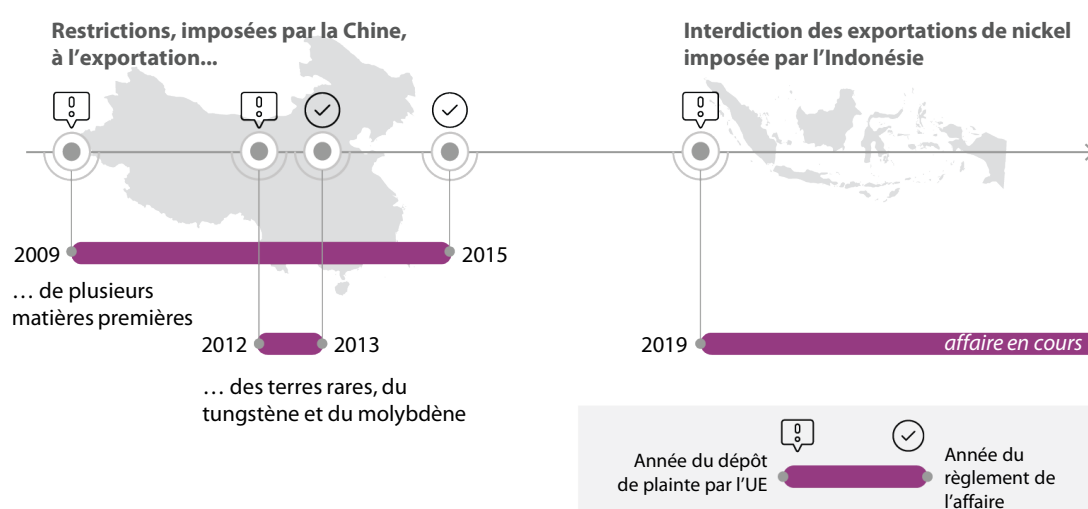 Restrictions, imposées par la Chine,
à l’exportation...
Interdiction des exportations de nickel
imposée par l’Indonésie
2009
2015
… de plusieurs
matières premières
2012
2013
… des terres rares, du
tungstène et du molybdène
2019
affaire en cours
Année du dépôt
de plainte par l’UE
Année du
règlement de
l’affaire